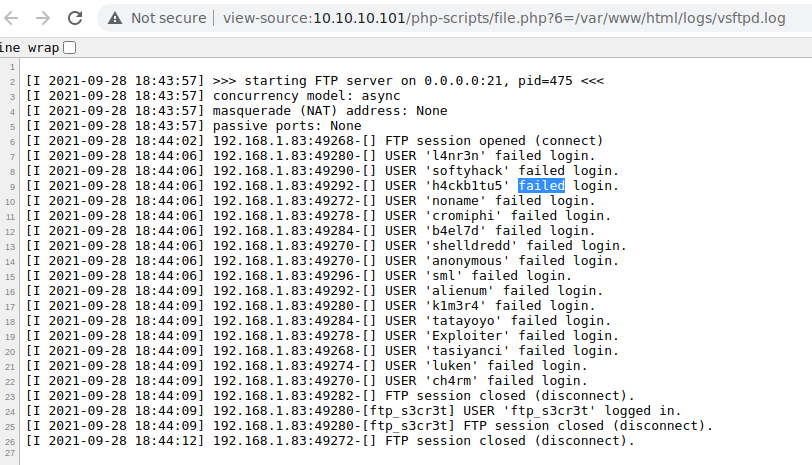 Not secure | view-source:10.10.10.101/php-scripts/file.php?6=/var/www/html/logs/vsftpd.log
ine wrap
1
2 [I 2021-09-28 18:43:57] >>> starting FTP server on 0.0.0.0:21, pid=475 <<<
3 [I 2021-09-28 18:43:57] concurrency model: async
4 [I 2021-09-28 18:43:57] masquerade (NAT) address: None
5 [I 2021-09-28 18:43:57] passive ports: None
6 [I 2021-09-28 18:44:02] 192.168.1.83:49268-[] FTP session opened (connect)
7 [I 2021-09-28 18:44:06] 192.168.1.83:49280-[] USER 'l4nr3n' failed login.
8 [I 2021-09-28 18:44:06] 192.168.1.83:49290-[] USER 'softyhack' failed login.
9 [I 2021-09-28 18:44:06] 192.168.1.83:49292-[] USER 'h4ckb1tu5' failed login.
10 [I 2021-09-28 18:44:06] 192.168.1.83:49272-[] USER 'noname' failed login.
11 [I 2021-09-28 18:44:06] 192.168.1.83:49278-[] USER 'cromiphi' failed login.
12 [I 2021-09-28 18:44:06] 192.168.1.83:49284-[] USER 'b4el7d' failed login.
13 [I 2021-09-28 18:44:06] 192.168.1.83:49270-[] USER 'shelldredd' failed login.
14 [I 2021-09-28 18:44:06] 192.168.1.83:49270-[] USER 'anonymous' failed login.
15 [I 2021-09-28 18:44:06] 192.168.1.83:49296-[] USER 'sml' failed login.
16 [I 2021-09-28 18:44:09] 192.168.1.83:49292-[] USER 'alienum' failed login.
17 [I 2021-09-28 18:44:09] 192.168.1.83:49280-[] USER 'k1m3r4' failed login.
18 [I 2021-09-28 18:44:09] 192.168.1.83:49284-[] USER 'tatayoyo' failed login.
19 [I 2021-09-28 18:44:09] 192.168.1.83:49278-[] USER 'Exploiter' failed login.
20 [I 2021-09-28 18:44:09] 192.168.1.83:49268-[] USER 'tasiyanci' failed login.
21 [I 2021-09-28 18:44:09] 192.168.1.83:49274-[] USER 'luken' failed login.
22 [I 2021-09-28 18:44:09] 192.168.1.83:49270-[] USER 'ch4rm' failed login.
23 [I 2021-09-28 18:44:09] 192.168.1.83:49282-[] FTP session closed (disconnect).
24 [I 2021-09-28 18:44:09] 192.168.1.83:49280-[ftp_s3cr3t] USER 'ftp_s3cr3t' logged in.
25 [I 2021-09-28 18:44:09] 192.168.1.83:49280-[ftp_s3cr3t] FTP session closed (disconnect).
26 [I 2021-09-28 18:44:12] 192.168.1.83:49272-[] FTP session closed (disconnect).
27